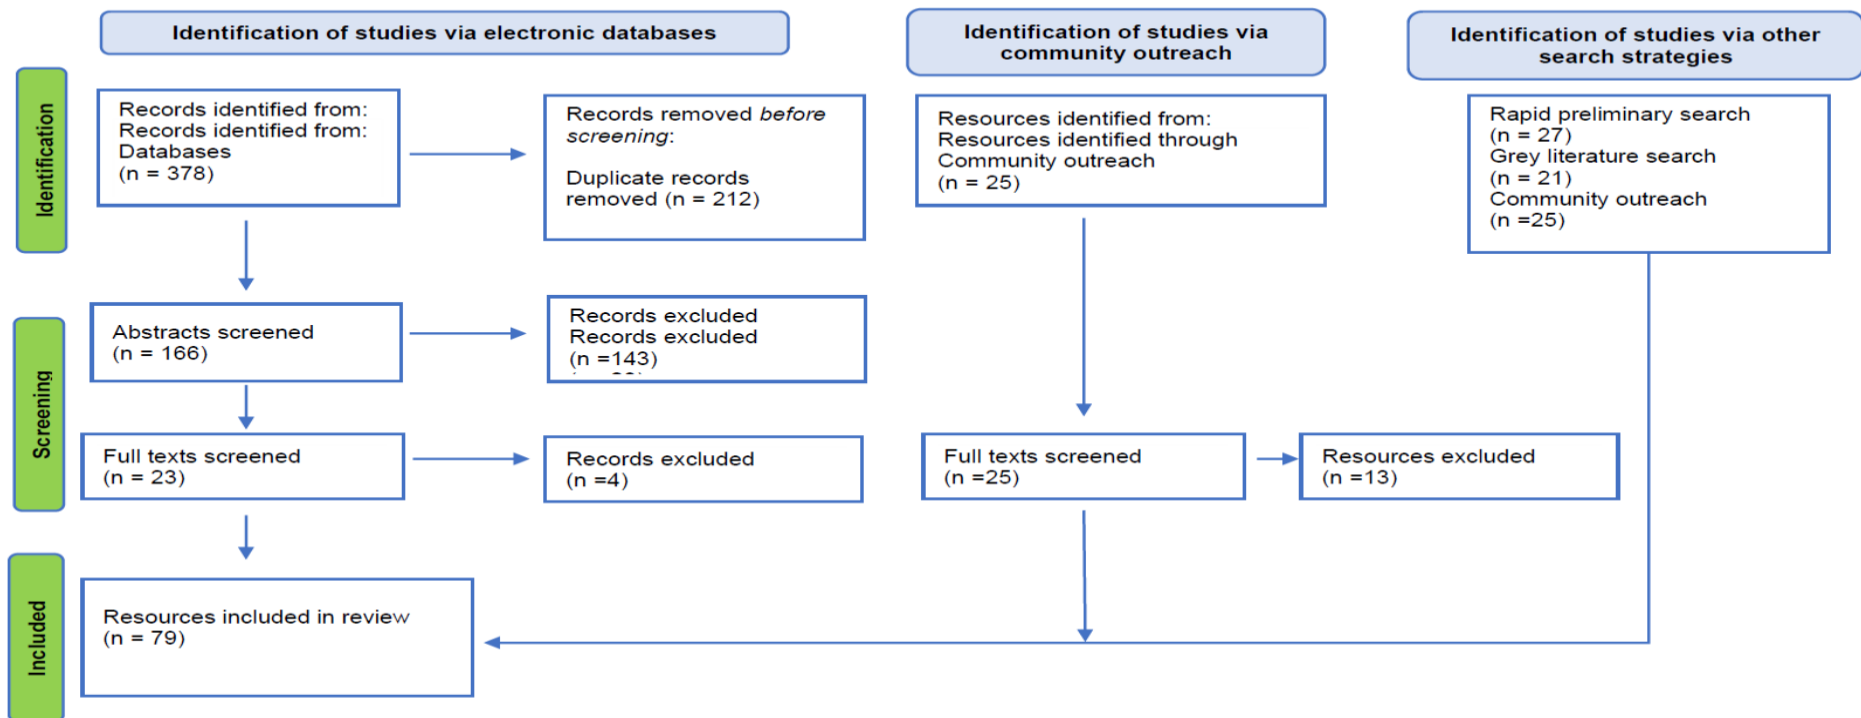 Identification of studies via electronic databases
Identification of studies via
community outreach
Identification of studies via other
search strategies
Identification
Records identified from:
Records identified from:
Databases
(n = 378)
Records removed before
screening:
Duplicate records
removed (n = 212)
Resources identified from:
Resources identified through
Community outreach
(n = 25)
Rapid preliminary search
(n = 27)
Grey literature search
(n = 21)
Community outreach
(n =25)
Screening
Abstracts screened
(n = 166)
Records excluded
Records excluded
(n =143)
Full texts screened
(n = 23)
Records excluded
(n =4)
Full texts screened
(n =25)
Resources excluded
(n =13)
Included
Resources included in review
(n = 79)